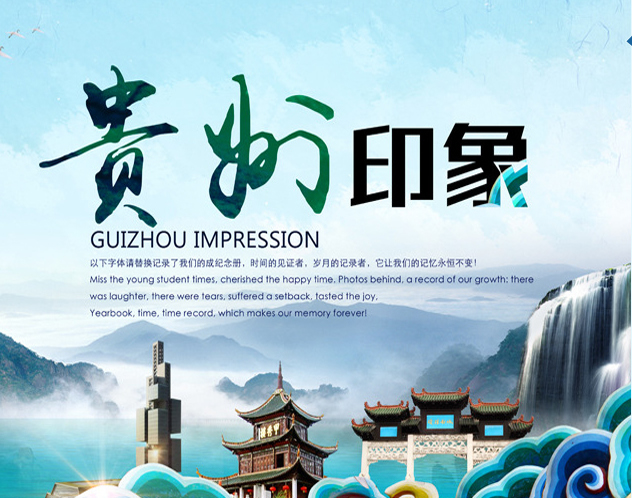 贵州印象
GUIZHOU IMPRESSION
以下字体请替换记录了我们的成纪念册、时间的见证者、岁月的记录者，它让我们的记忆永恒不变！
Miss the young student times, cherished the happy time. Photos behind, a record of our growth: there
was laughter, there were tears, suffered a setback, tasted the joy.
Yearbook, time, time record, which makes our memory forever!
甲秀楼